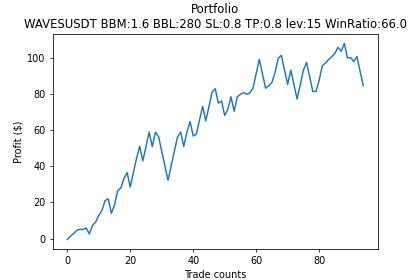 Portfolio
WAVESUSDT BBM:1.6 BBL:280 SL:0.8 TP:0.8 lev:15 WinRatio:66.0
Profit ($)
100
80
60
40
20
0
0 20 40 60 80
Trade counts